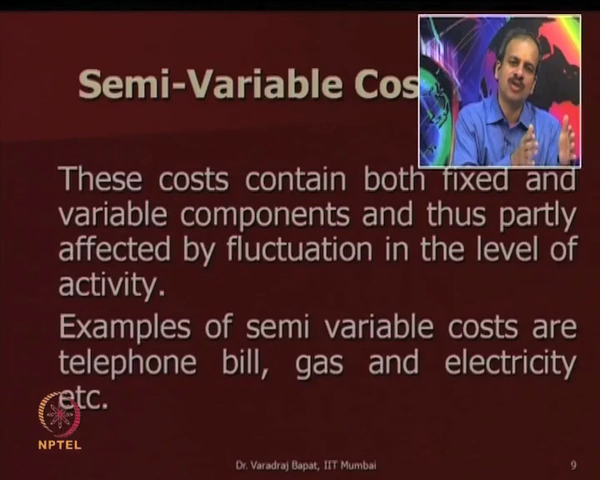 Semi-Variable Cos
These costs contain both fixed and
variable components and thus partly
affected by fluctuation in the level of
activity.
Examples of semi variable costs are
telephone bill, gas and electricity
etc.
NPTEL
Dr. Varadraj Bapat, IIT Mumbai
9